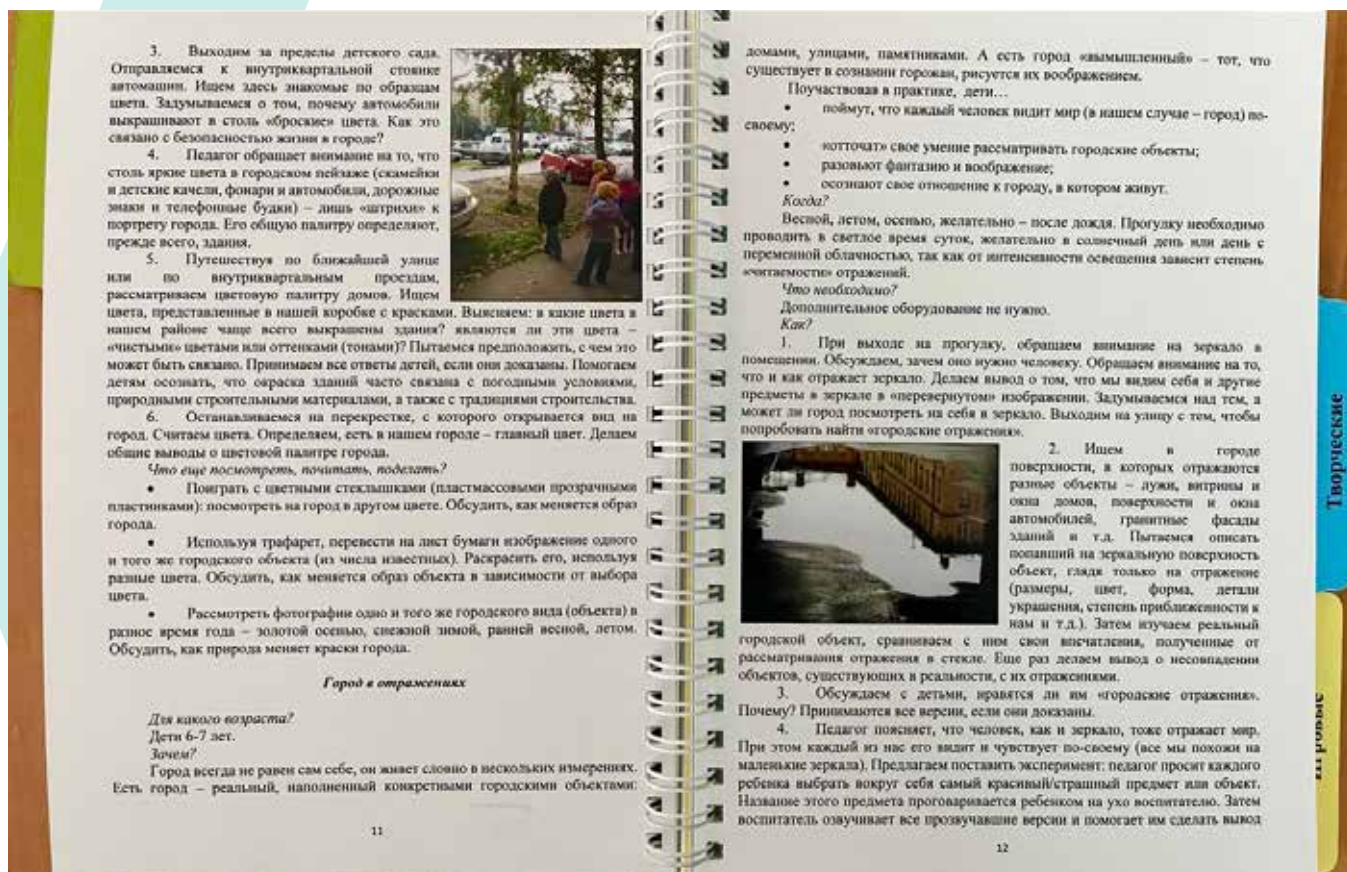 3. Выходим за пределы детского сада.
Отправляемся к внутриквартальной стоянке
автомашин. Ищем здесь знакомые по образцам
цвета. Задумываемся о том, почему автомобили
выкрашивают в столь «броские» цвета. Как это
связано с безопасностью жизни в городе?
4. Педагог обращает внимание на то, что
столь яркие цвета в городском пейзаже (скамейки
и детские качели, фонари и автомобили, дорожные
знаки и телефонные будки) – лишь «штрихи» к
портрету города. Его общую палитру определяют,
прежде всего, здания.
5. Путешествуя по ближайшей улице
или по внутриквартальным проездам,
рассматриваем цветовую палитру домов. Ищем
цвета, представленные в нашей коробке с красками. Выясняем: в какие цвета в
нашем районе чаще всего выкрашены здания? являются ли эти цвета –
«чистыми» цветами или оттенками (тонами)? Пытаемся предположить, с чем это
может быть связано. Принимаем все ответы детей, если они доказаны. Помогаем
детям осознать, что окраска зданий часто связана с погодными условиями,
природными строительными материалами, а также с традициями строительства.
6. Останавливаемся на перекрестке, с которого открывается вид на
город. Считаем цвета. Определяем, есть в нашем городе – главный цвет. Делаем
общие выводы о цветовой палитре города.
Что еще посмотреть, почитать, поделать?
• Поиграть с цветными стеклышками (пластмассовыми прозрачными
пластинками): посмотреть на город в другом цвете. Обсудить, как меняется образ
города.
• Используя трафарет, перевести на лист бумаги изображение одного
и того же городского объекта (из числа известных). Раскрасить его, используя
разные цвета. Обсудить, как меняется образ объекта в зависимости от выбора
цвета.
• Рассмотреть фотографии одно и того же городского вида (объекта) в
разное время года – золотой осенью, снежной зимой, ранней весной, летом.
Обсудить, как природа меняет краски города.
Город в отражениях
Для какого возраста?
Дети 6-7 лет.
Зачем?
Город всегда не равен сам себе, он живет словно в нескольких измерениях.
Есть город – реальный, наполненный конкретными городскими объектами:
11
домами, улицами, памятниками. А есть город «вымышленный» – тот, что
существует в сознании горожан, рисуется их воображением.
Поучаствовав в практике, дети…
• поймут, что каждый человек видит мир (в нашем случае – город) по-
своему;
• «отточат» свое умение рассматривать городские объекты;
• разовьют фантазию и воображение;
• осознают свое отношение к городу, в котором живут.
Когда?
Весной, летом, осенью, желательно – после дождя. Прогулку необходимо
проводить в светлое время суток, желательно в солнечный день или день с
переменной облачностью, так как от интенсивности освещения зависит степень
«читаемости» отражений.
Что необходимо?
Дополнительное оборудование не нужно.
Как?
1. При выходе на прогулку, обращаем внимание на зеркало в
помещении. Обсуждаем, зачем оно нужно человеку. Обращаем внимание на то,
что и как отражает зеркало. Делаем вывод о том, что мы видим себя и другие
предметы в зеркале в «перевернутом» изображении. Задумываемся над тем, а
может ли город посмотреть на себя в зеркало. Выходим на улицу с тем, чтобы
попробовать найти «городские отражения».
2. Ищем в городе
поверхности, в которых отражаются
разные объекты – лужи, витрины и
окна домов, поверхности и окна
автомобилей, гранитные фасады
зданий и т.д. Пытаемся описать
попавший на зеркальную поверхность
объект, глядя только на отражение
(размеры, цвет, форма, детали
украшения, степень приближенности к
нам и т.д.). Затем изучаем реальный
городской объект, сравниваем с ним свои впечатления, полученные от
рассматривания отражения в стекле. Еще раз делаем вывод о несовпадении
объектов, существующих в реальности, с их отражениями.
3. Обсуждаем с детьми, нравятся ли им «городские отражения».
Почему? Принимаются все версии, если они доказаны.
4. Педагог поясняет, что человек, как и зеркало, тоже отражает мир.
При этом каждый из нас его видит и чувствует по-своему (все мы похожи на
маленькие зеркала). Предлагаем поставить эксперимент: педагог просит каждого
ребенка выбрать вокруг себя самый красивый/страшный предмет или объект.
Название этого предмета проговаривается ребенком на ухо воспитателю. Затем
воспитатель озвучивает все прозвучавшие версии и помогает им сделать вывод
12
Творческие